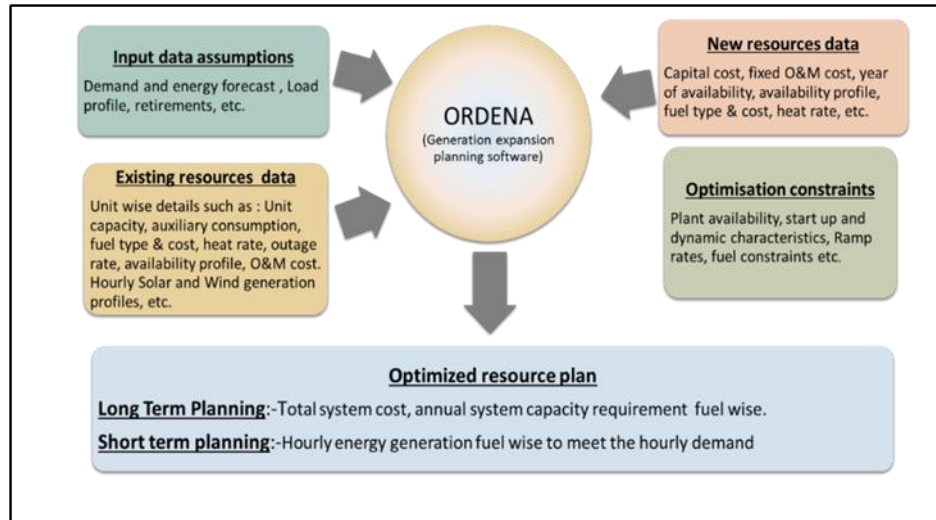 Input data assumptions
Demand and energy forecast , Load
profile, retirements, etc.
Existing resources data
Unit wise details such as : Unit
capacity, auxiliary consumption,
fuel type & cost, heat rate, outage
rate, availability profile, O&M cost.
Hourly Solar and Wind generation
profiles, etc.
ORDENA
(Generation expansion
planning software)
New resources data
Capital cost, fixed O&M cost, year
of availability, availability profile,
fuel type & cost, heat rate, etc.
Optimisation constraints
Plant availability, start up and
dynamic characteristics, Ramp
rates, fuel constraints etc.
Optimized resource plan
Long Term Planning:-Total system cost, annual system capacity requirement fuel wise.
Short term planning:-Hourly energy generation fuel wise to meet the hourly demand